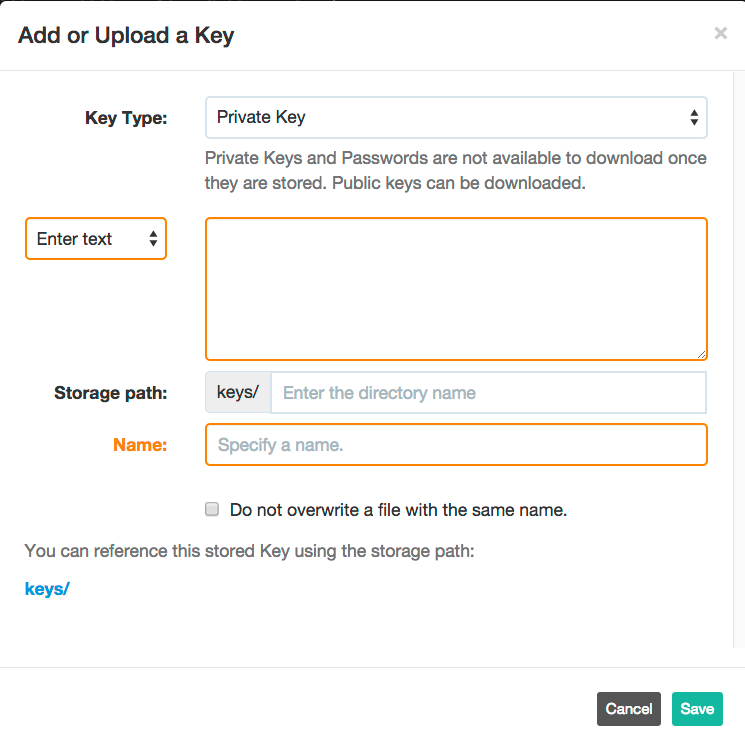 Add or Upload a Key
×
Key Type:
Private Key
Private Keys and Passwords are not available to download once
they are stored. Public keys can be downloaded.
Enter text
Storage path:
keys/
Enter the directory name
Name:
Specify a name.
Do not overwrite a file with the same name.
You can reference this stored Key using the storage path:
keys/
Cancel
Save